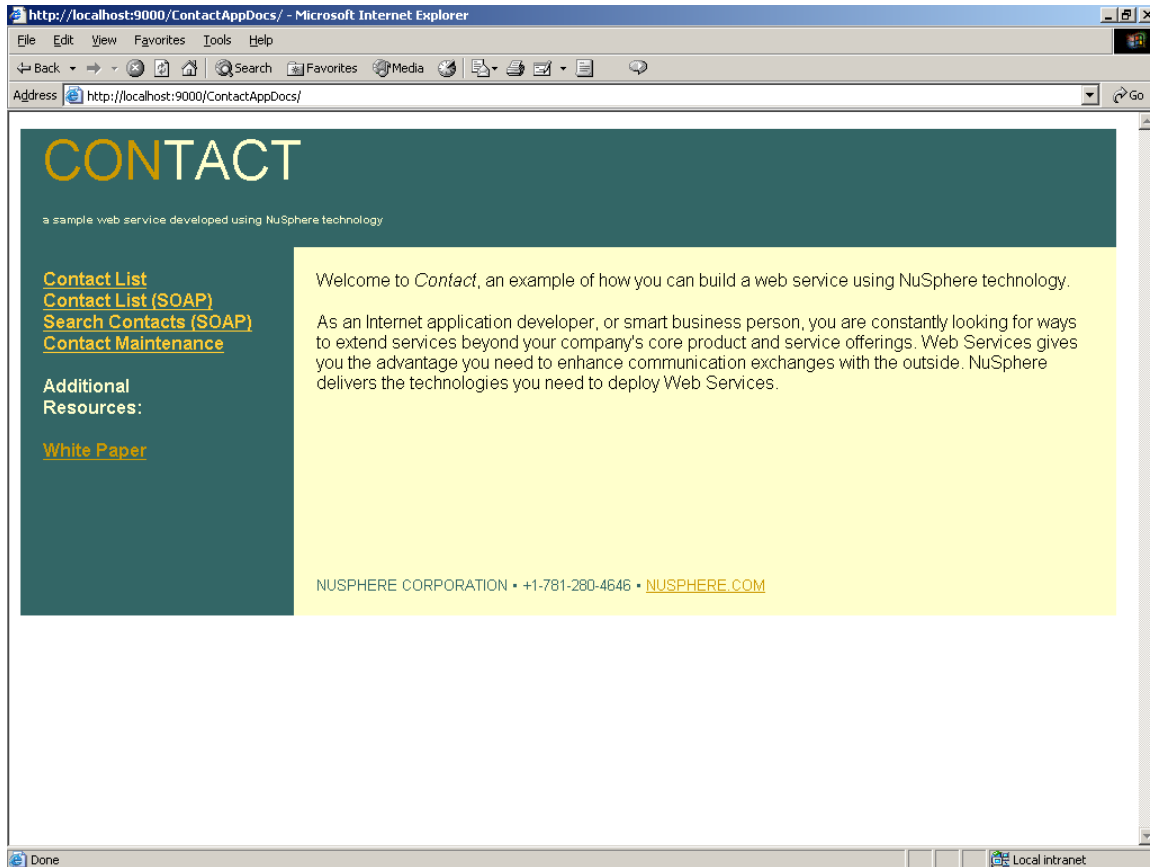 http://localhost:9000/ContactAppDocs/ - Microsoft Internet Explorer
File Edit View Favorites Tools Help
Back Search Favorites Media
Address http://localhost:9000/ContactAppDocs/ Go
CONTACT
a sample web service developed using NuSphere technology
Contact List
Contact List (SOAP)
Search Contacts (SOAP)
Contact Maintenance
Additional
Resources:
White Paper
Welcome to Contact, an example of how you can build a web service using NuSphere technology.
As an Internet application developer, or smart business person, you are constantly looking for ways
to extend services beyond your company's core product and service offerings. Web Services gives
you the advantage you need to enhance communication exchanges with the outside. NuSphere
delivers the technologies you need to deploy Web Services.
NUSPHERE CORPORATION • +1-781-280-4646 • NUSPHERE.COM
Done Local intranet